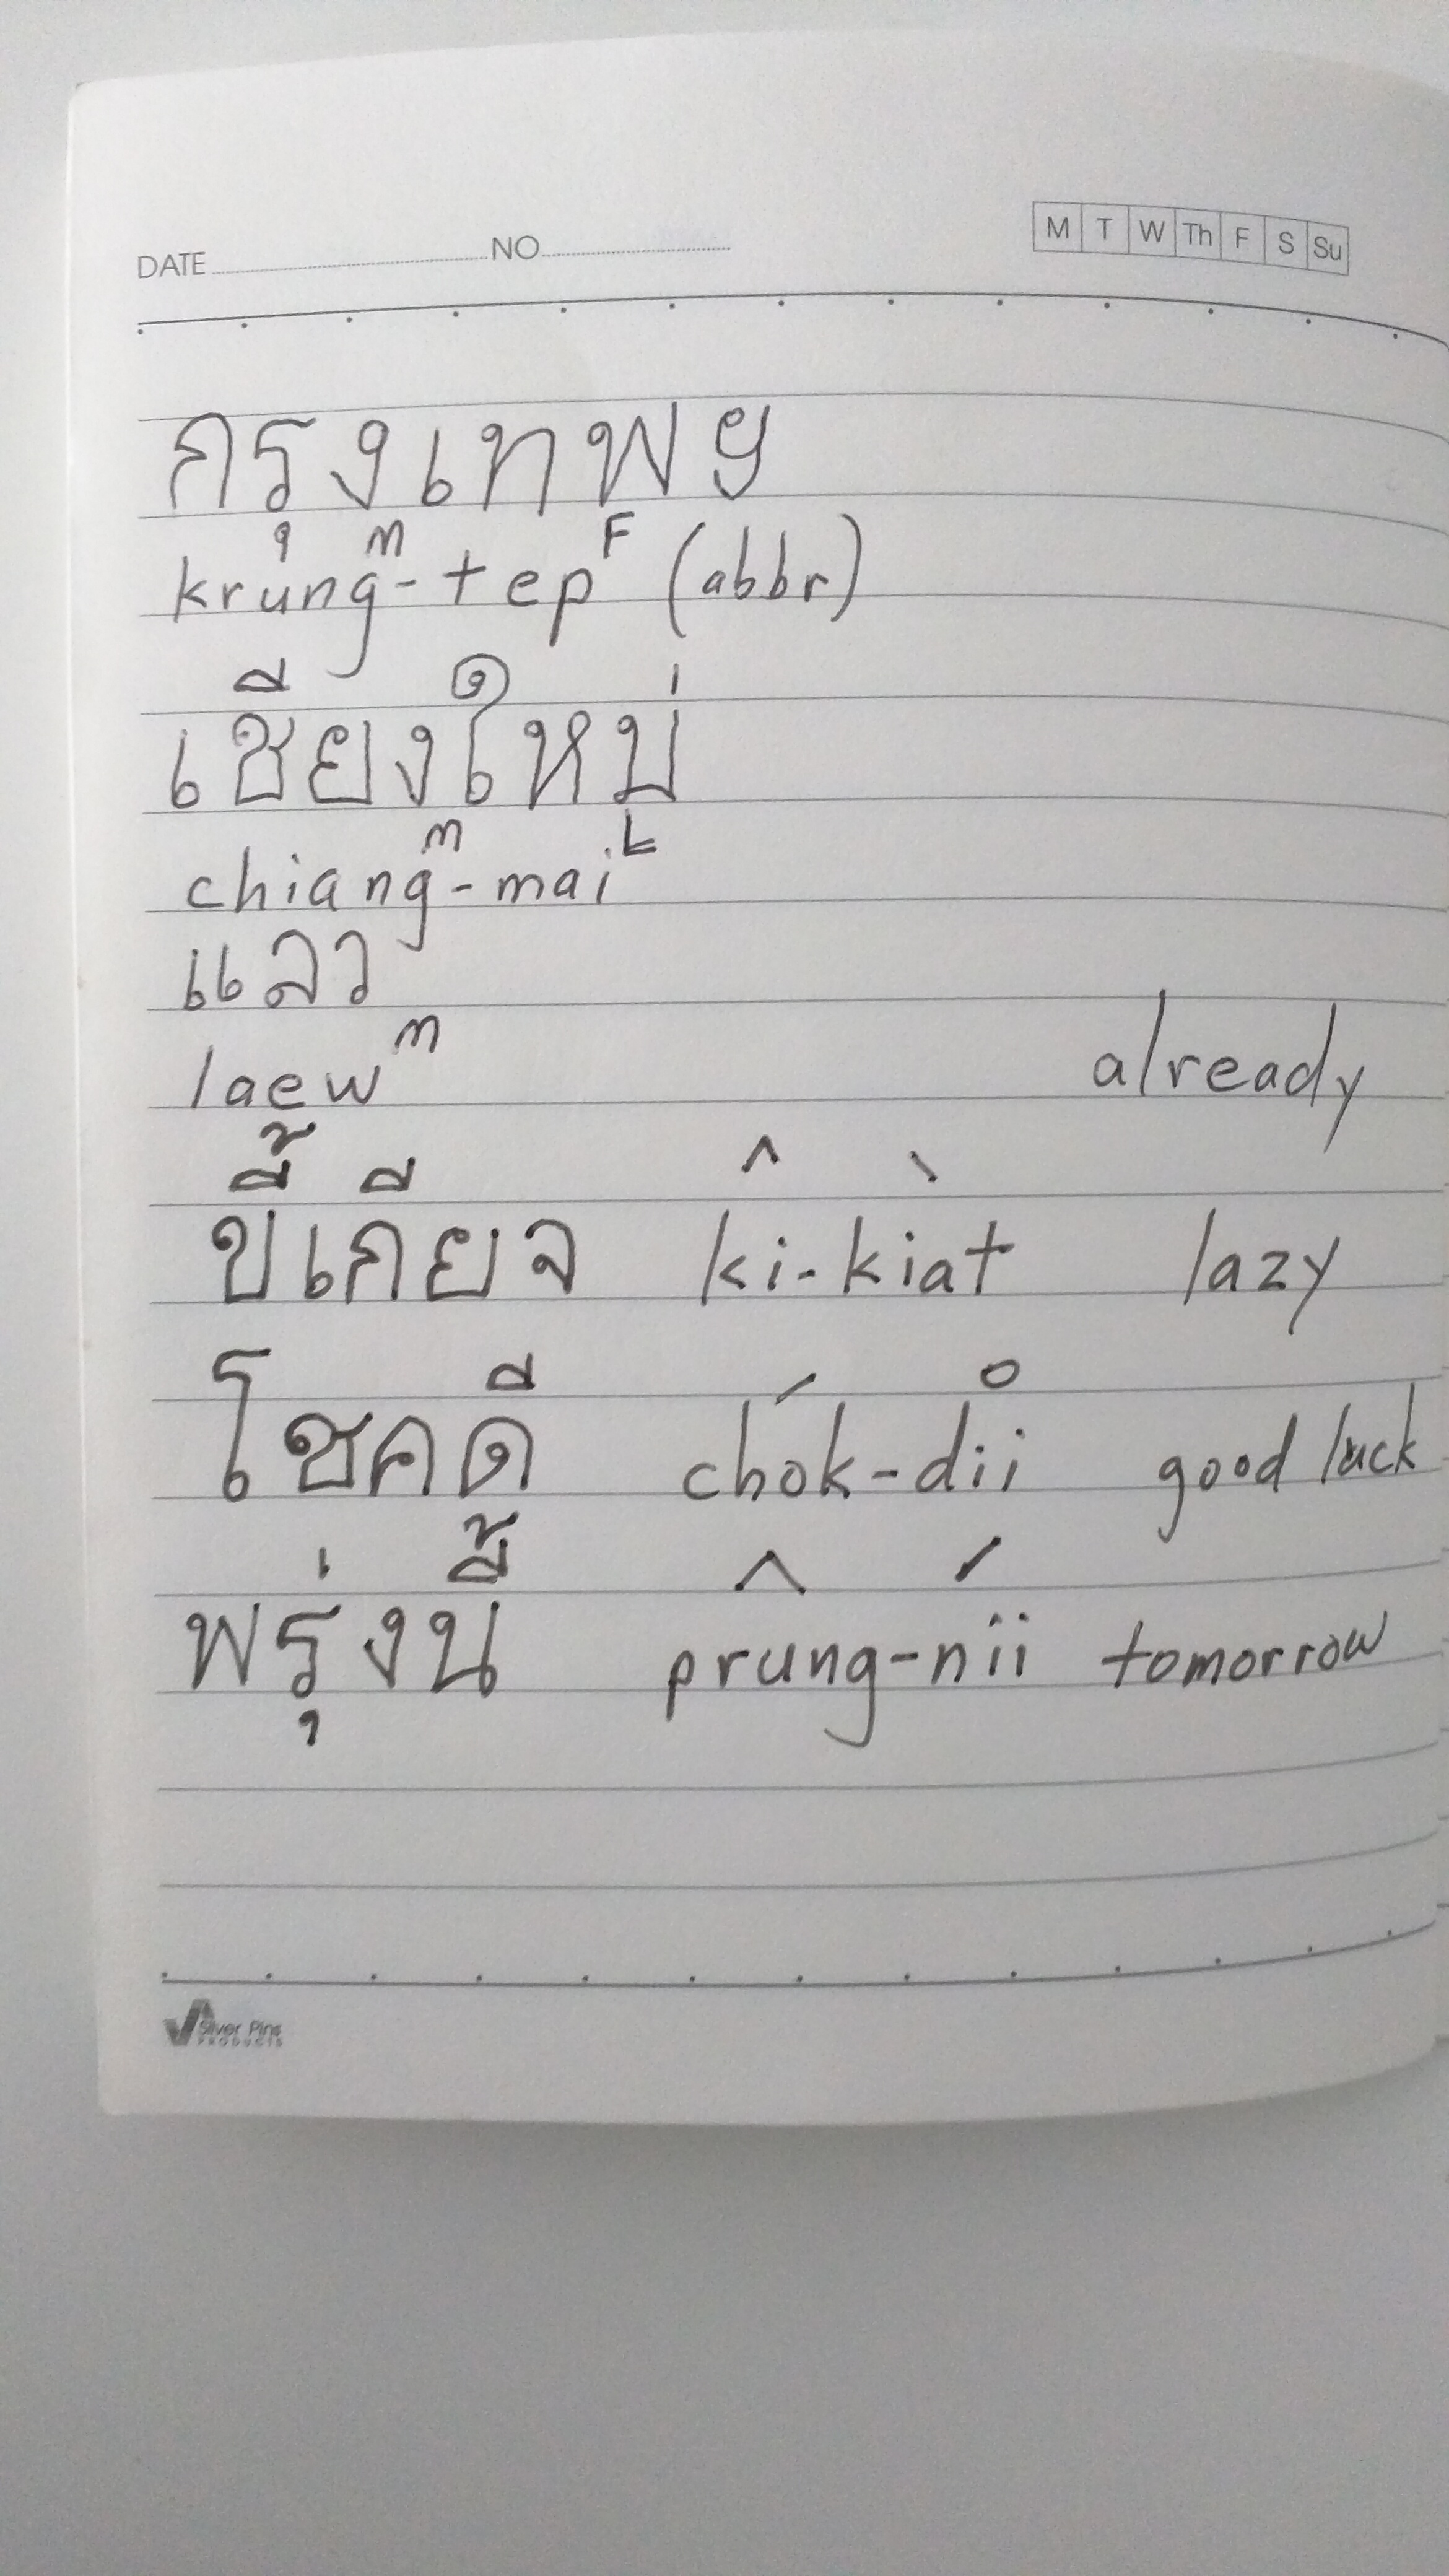 DATE NO M T W Th F S Su
กรุงเทพฯ
krung M-tep F (abbr)
เชียงใหม่
chiang M-mai L
แลว
laew M already
ขี้เกียจ kî-kìat lazy
โชคดี chók-dii good luck
พรุ่งนี้ prûng-níi tomorrow
Silver Pins
PRODUCTS